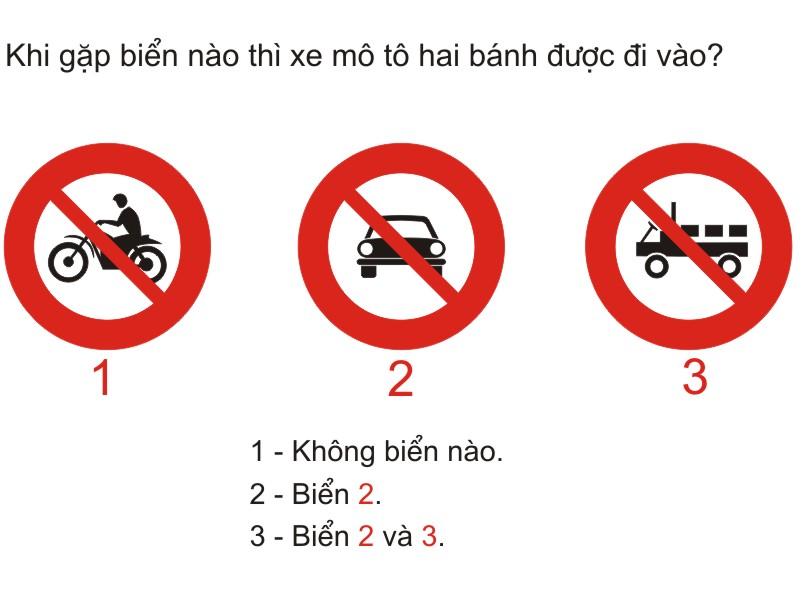 Khi gặp biển nào thì xe mô tô hai bánh được đi vào?
1 2 3
1 - Không biển nào.
2 - Biển 2.
3 - Biển 2 và 3.